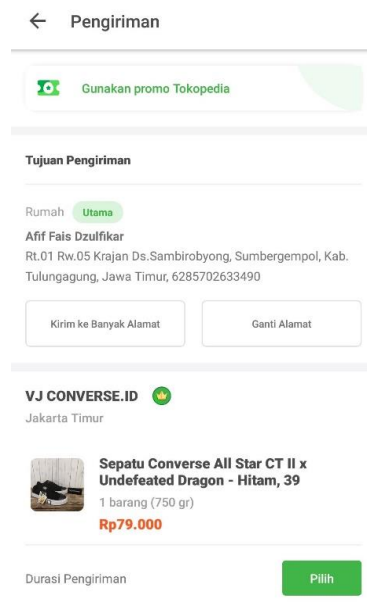 Pengiriman
Gunakan promo Tokopedia
Tujuan Pengiriman
Rumah Utama
Afif Fais Dzulfikar
Rt.01 Rw.05 Krajan Ds.Sambirobyong, Sumbergempol, Kab.
Tulungagung, Jawa Timur, 6285702633490
Kirim ke Banyak Alamat Ganti Alamat
VJ CONVERSE.ID
Jakarta Timur
Sepatu Converse All Star CT II x
Undefeated Dragon - Hitam, 39
1 barang (750 gr)
Rp79.000
Durasi Pengiriman Pilih